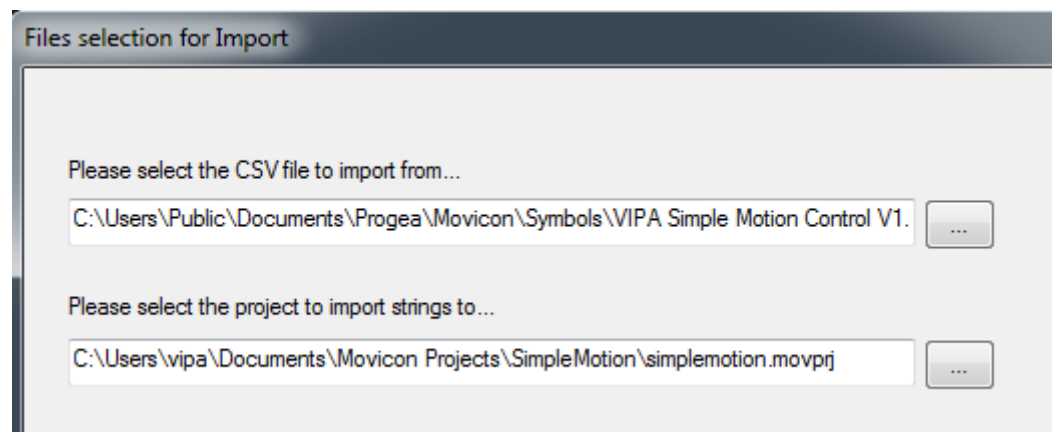 Files selection for Import
Please select the CSV file to import from...
C:\Users\Public\Documents\Progea\Movicon\Symbols\VIPA Simple Motion Control V1.
...
Please select the project to import strings to...
C:\Users\vipa\Documents\Movicon Projects\SimpleMotion\simplemotion.movprj
...